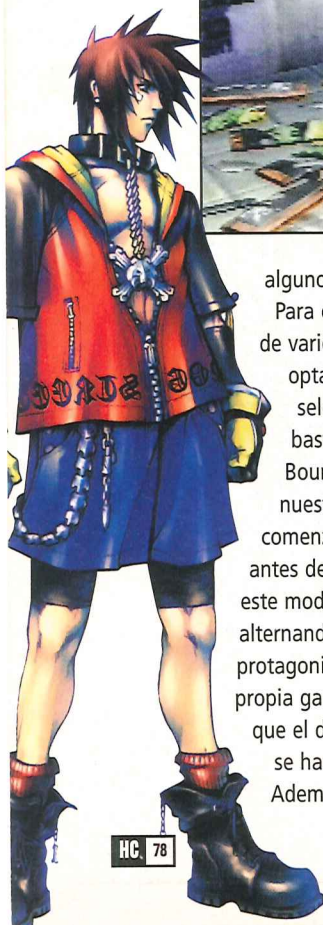 alguno
Para
de vario
opta
sel
bas
Bour
nuest
comenz
antes de
este mod
alternand
protagoni
propia ga
que el d
se ha
Adem
HC 78